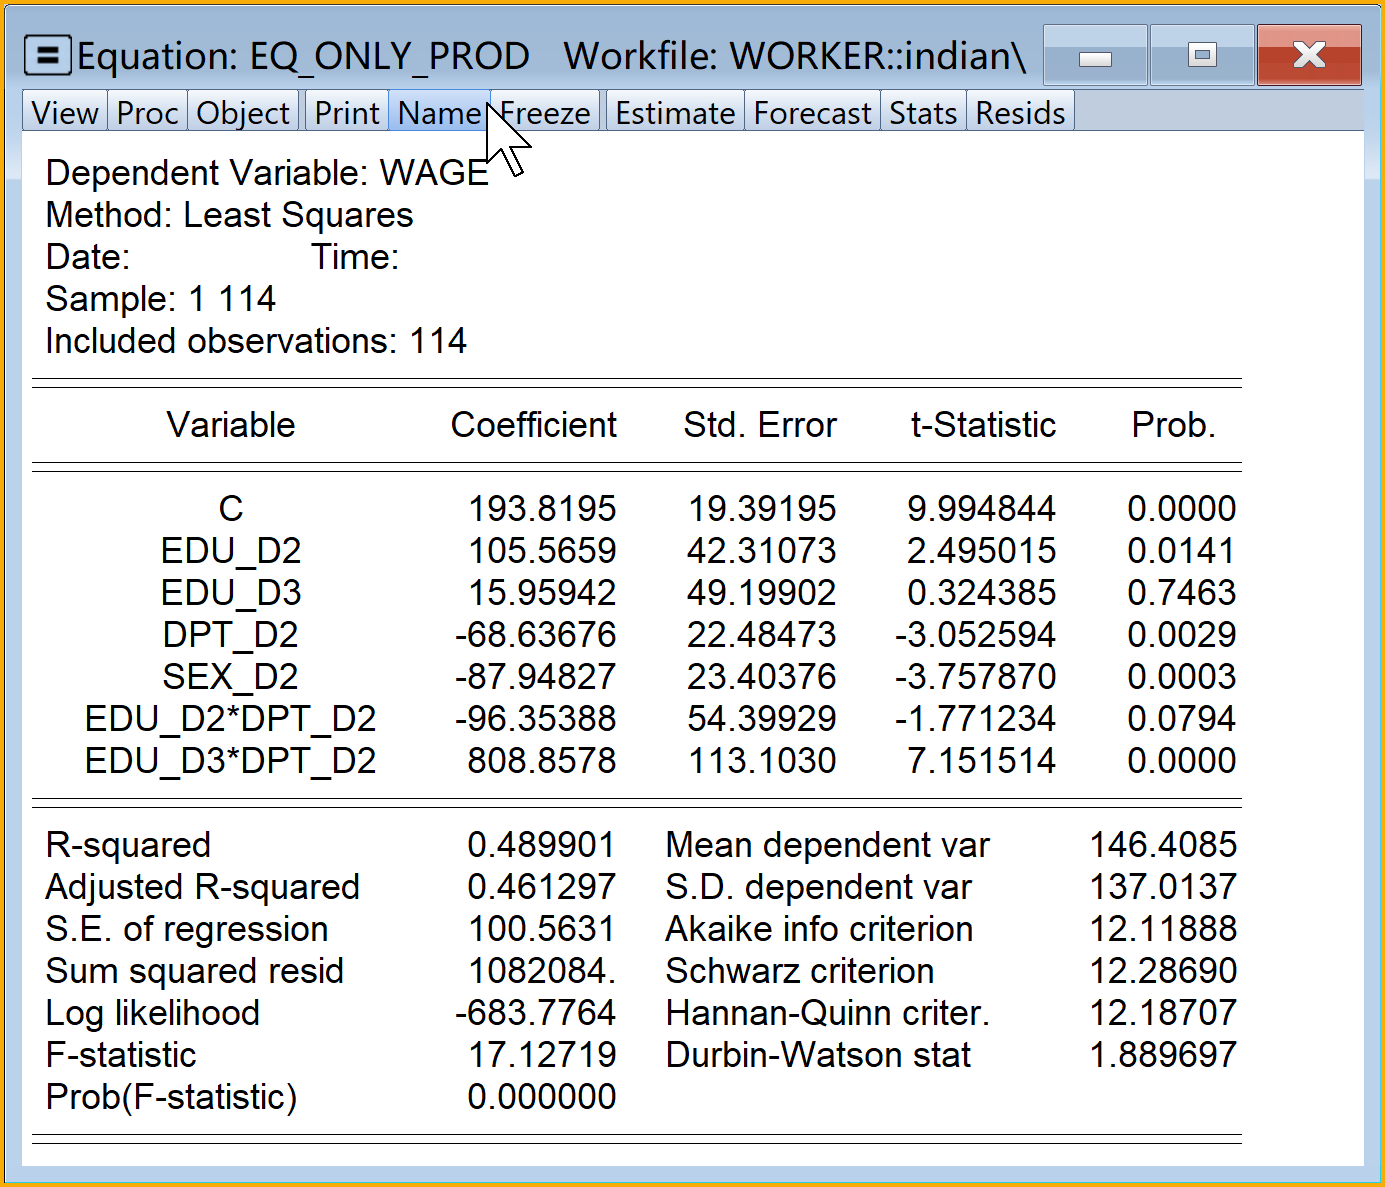 Equation: EQ_ONLY_PROD Workfile: WORKER::indian\
View Proc Object Print Name Freeze Estimate Forecast Stats Resids
Dependent Variable: WAGE
Method: Least Squares
Date: Time:
Sample: 1 114
Included observations: 114
Variable Coefficient Std. Error t-Statistic Prob.
C 193.8195 19.39195 9.994844 0.0000
EDU_D2 105.5659 42.31073 2.495015 0.0141
EDU_D3 15.95942 49.19902 0.324385 0.7463
DPT_D2 -68.63676 22.48473 -3.052594 0.0029
SEX_D2 -87.94827 23.40376 -3.757870 0.0003
EDU_D2*DPT_D2 -96.35388 54.39929 -1.771234 0.0794
EDU_D3*DPT_D2 808.8578 113.1030 7.151514 0.0000
R-squared 0.489901 Mean dependent var 146.4085
Adjusted R-squared 0.461297 S.D. dependent var 137.0137
S.E. of regression 100.5631 Akaike info criterion 12.11888
Sum squared resid 1082084. Schwarz criterion 12.28690
Log likelihood -683.7764 Hannan-Quinn criter. 12.18707
F-statistic 17.12719 Durbin-Watson stat 1.889697
Prob(F-statistic) 0.000000